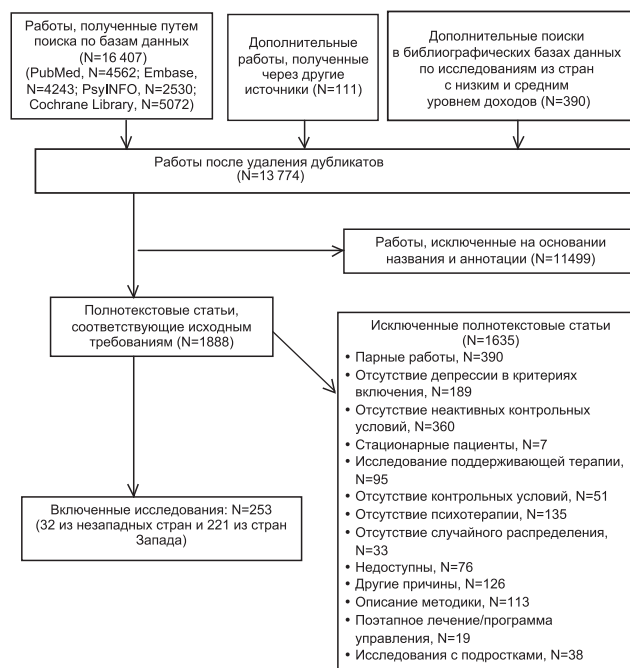 Работы, полученные путем
поиска по базам данных
(N=16 407)
(PubMed, N=4562; Embase,
N=4243; PsyINFO, N=2530;
Cochrane Library, N=5072)
Дополнительные
работы, полученные
через другие
источники (N=111)
Дополнительные поиски
в библиографических базах данных
по исследованиям из стран
с низким и средним
уровнем доходов (N=390)
Работы после удаления дубликатов
(N=13 774)
Работы, исключенные на основании
названия и аннотации (N=11499)
Полнотекстовые статьи,
соответствующие исходным
требованиям (N=1888)
Исключенные полнотекстовые статьи
(N=1635)
• Парные работы, N=390
• Отсутствие депрессии в критериях
включения, N=189
• Отсутствие неактивных контрольных
условий, N=360
• Стационарные пациенты, N=7
• Исследование поддерживающей терапии,
N=95
• Отсутствие контрольных условий, N=51
• Отсутствие психотерапии, N=135
• Отсутствие случайного распределения,
N=33
• Недоступны, N=76
• Другие причины, N=126
• Описание методики, N=113
• Поэтапное лечение/программа
управления, N=19
• Исследования с подростками, N=38
Включенные исследования: N=253
(32 из незападных стран и 221 из стран
Запада)